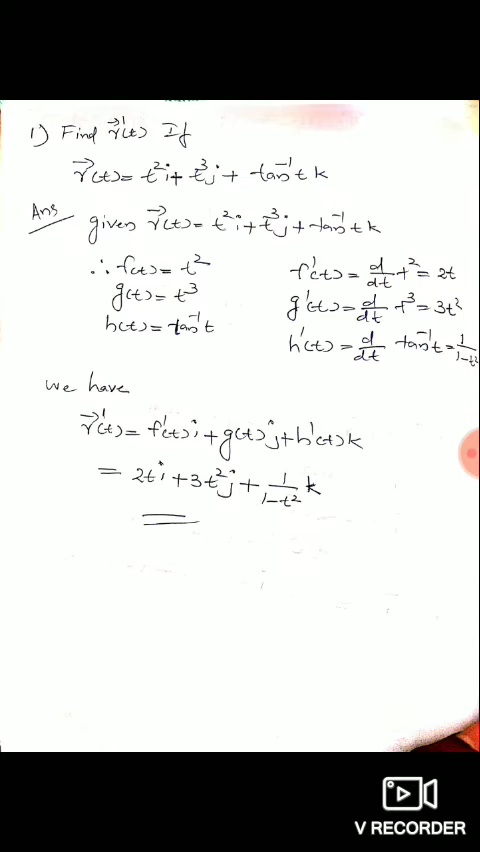 1) Find r⃗'(t) If
r⃗(t) = t²i + t³j + tan⁻¹t k
Ans given r⃗(t) = t²i + t³j + tan⁻¹t k
∴ f(t) = t² f'(t) = d/dt t² = 2t
g(t) = t³ g'(t) = d/dt t³ = 3t²
h(t) = tan⁻¹t h'(t) = d/dt tan⁻¹t = 1/1-t²
we have
r⃗'(t) = f'(t)i + g(t)j + h'(t)k
= 2ti + 3t²j + 1/1-t² k
V RECORDER